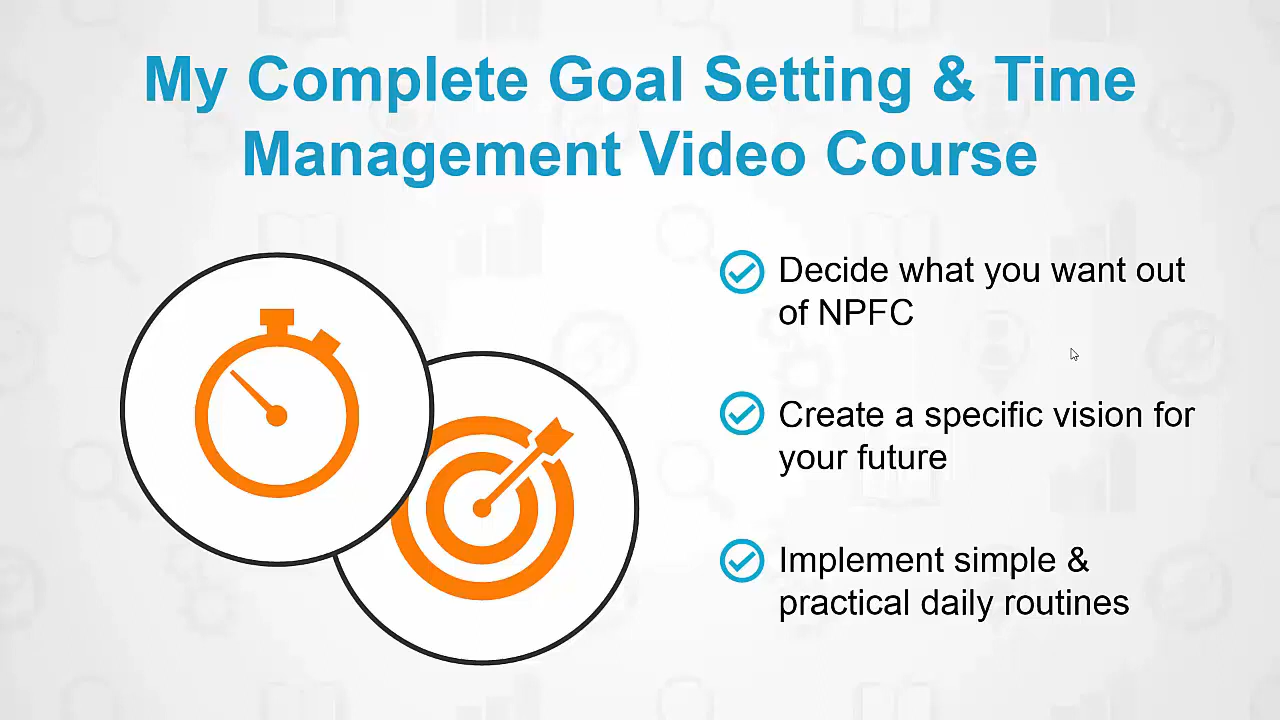 My Complete Goal Setting & Time
Management Video Course
Decide what you want out
of NPFC
Create a specific vision for
your future
Implement simple &
practical daily routines